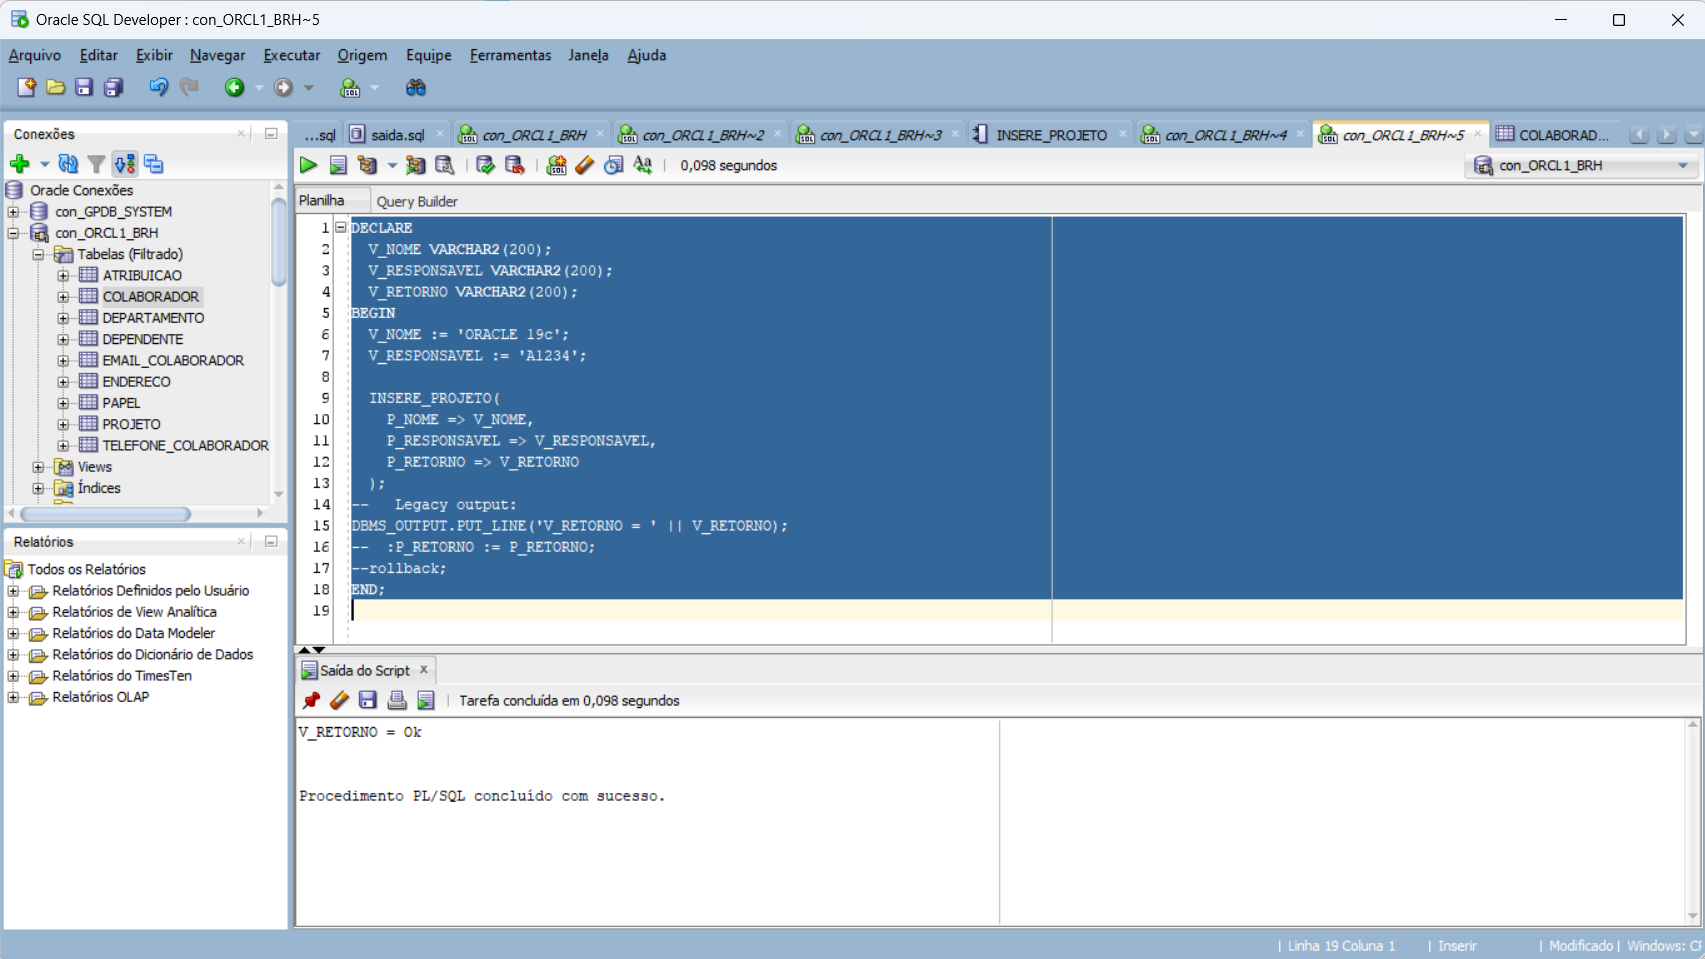 Oracle SQL Developer : con_ORCL1_BRH~5
Arquivo Editar Exibir Navegar Executar Origem Equipe Ferramentas Janela Ajuda
Conexões
Oracle Conexões
con_GPDB_SYSTEM
con_ORCL1_BRH
Tabelas (Filtrado)
ATRIBUICAO
COLABORADOR
DEPARTAMENTO
DEPENDENTE
EMAIL_COLABORADOR
ENDERECO
PAPEL
PROJETO
TELEFONE_COLABORADOR
Views
Índices
Relatórios
Todos os Relatórios
Relatórios Definidos pelo Usuário
Relatórios de View Analítica
Relatórios do Data Modeler
Relatórios do Dicionário de Dados
Relatórios do TimesTen
Relatórios OLAP
...sql saida.sql con_ORCL1_BRH con_ORCL1_BRH~2 con_ORCL1_BRH~3 INSERE_PROJETO con_ORCL1_BRH~4 con_ORCL1_BRH~5 COLABORAD...
0,098 segundos con_ORCL1_BRH
Planilha Query Builder
1 DECLARE
2 V_NOME VARCHAR2(200);
3 V_RESPONSAVEL VARCHAR2(200);
4 V_RETORNO VARCHAR2(200);
5 BEGIN
6 V_NOME := 'ORACLE 19c';
7 V_RESPONSAVEL := 'A1234';
8
9 INSERE_PROJETO(
10 P_NOME => V_NOME,
11 P_RESPONSAVEL => V_RESPONSAVEL,
12 P_RETORNO => V_RETORNO
13 );
14 -- Legacy output:
15 DBMS_OUTPUT.PUT_LINE('V_RETORNO = ' || V_RETORNO);
16 -- :P_RETORNO := P_RETORNO;
17 --rollback;
18 END;
19
Saída do Script
Tarefa concluída em 0,098 segundos
V_RETORNO = Ok
Procedimento PL/SQL concluído com sucesso.
| Linha 19 Coluna 1 | Inserir | Modificado | Windows: CF